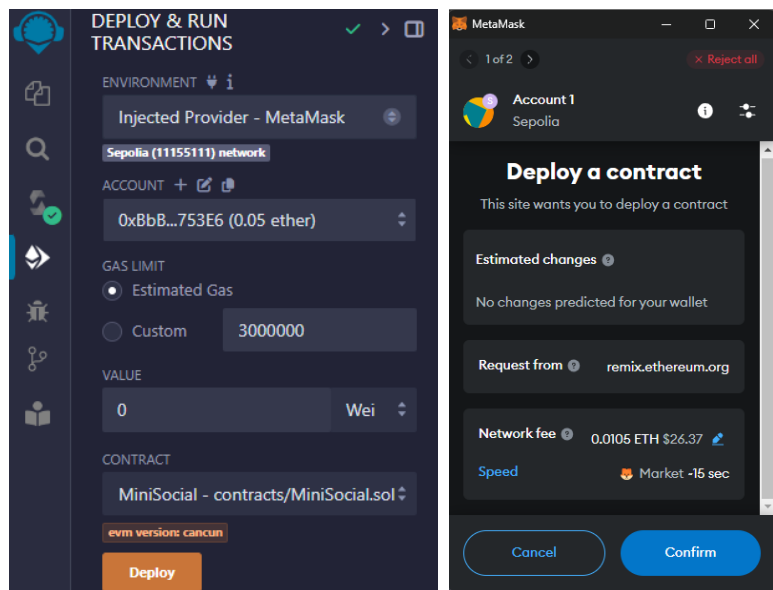 DEPLOY & RUN
TRANSACTIONS
ENVIRONMENT
Injected Provider - MetaMask
Sepolia (11155111) network
ACCOUNT
0xBbB...753E6 (0.05 ether)
GAS LIMIT
Estimated Gas
Custom
3000000
VALUE
0
Wei
CONTRACT
MiniSocial - contracts/MiniSocial.sol
evm version: cancun
Deploy
MetaMask
1 of 2
× Reject all
S
Account 1
Sepolia
Deploy a contract
This site wants you to deploy a contract
Estimated changes
No changes predicted for your wallet
Request from
remix.ethereum.org
Network fee
0.0105 ETH $26.37
Speed
Market ~15 sec
Cancel
Confirm